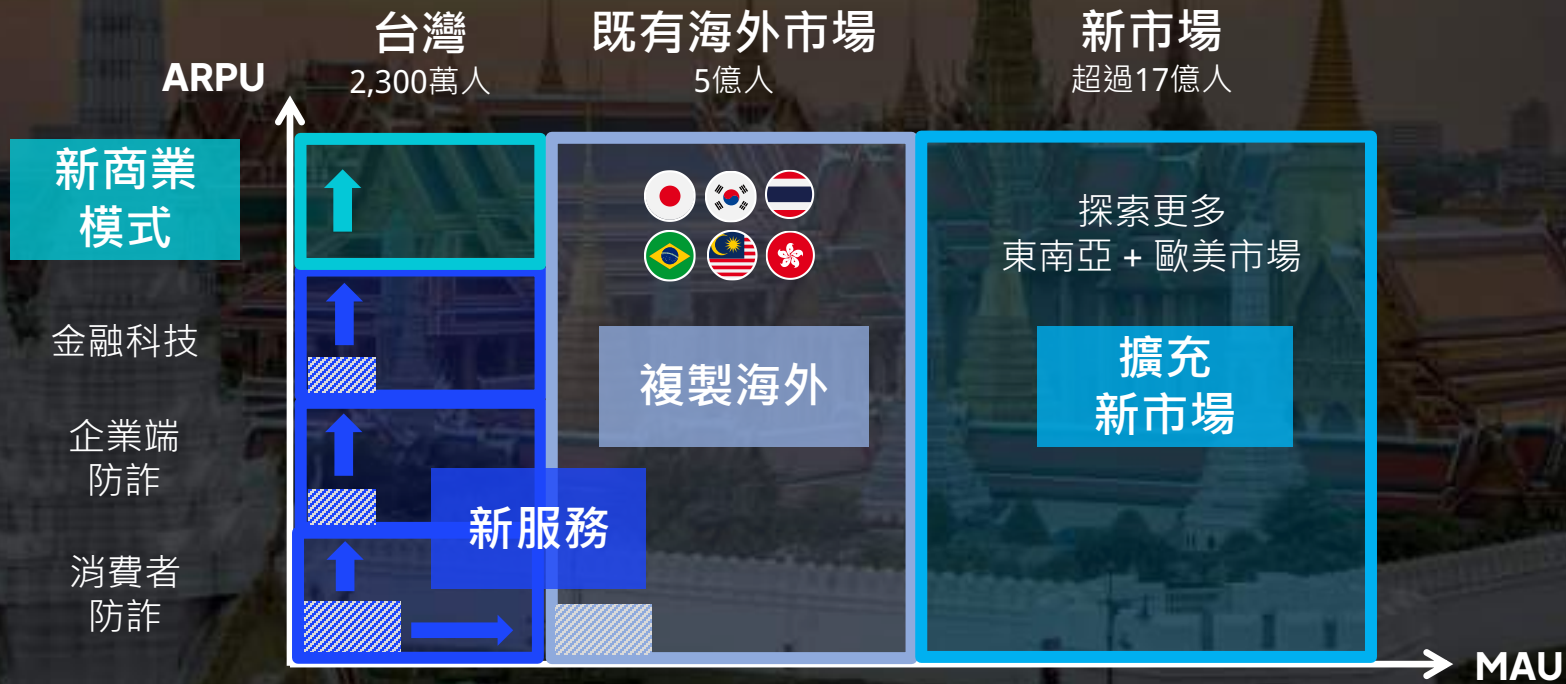 台灣
2,300萬人
既有海外市場
5億人
新市場
超過17億人
ARPU
新商業
模式
金融科技
企業端
防詐
消費者
防詐
新服務
複製海外
探索更多
東南亞 + 歐美市場
擴充
新市場
MAU